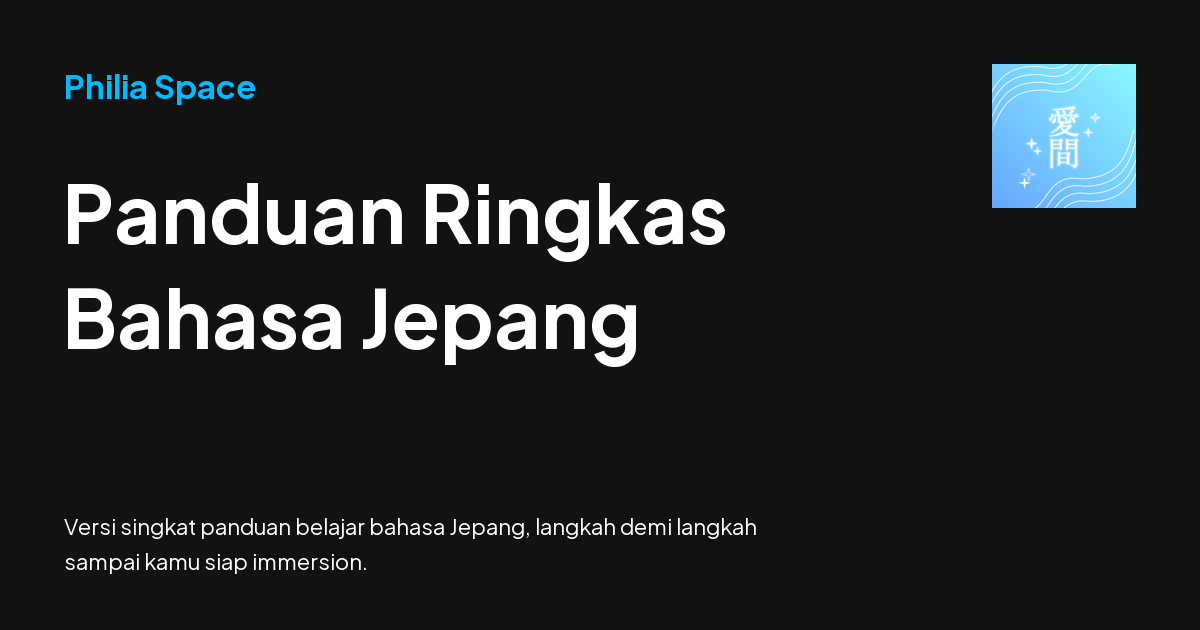 Philia Space
愛
間
Panduan Ringkas
Bahasa Jepang
Versi singkat panduan belajar bahasa Jepang, langkah demi langkah
sampai kamu siap immersion.